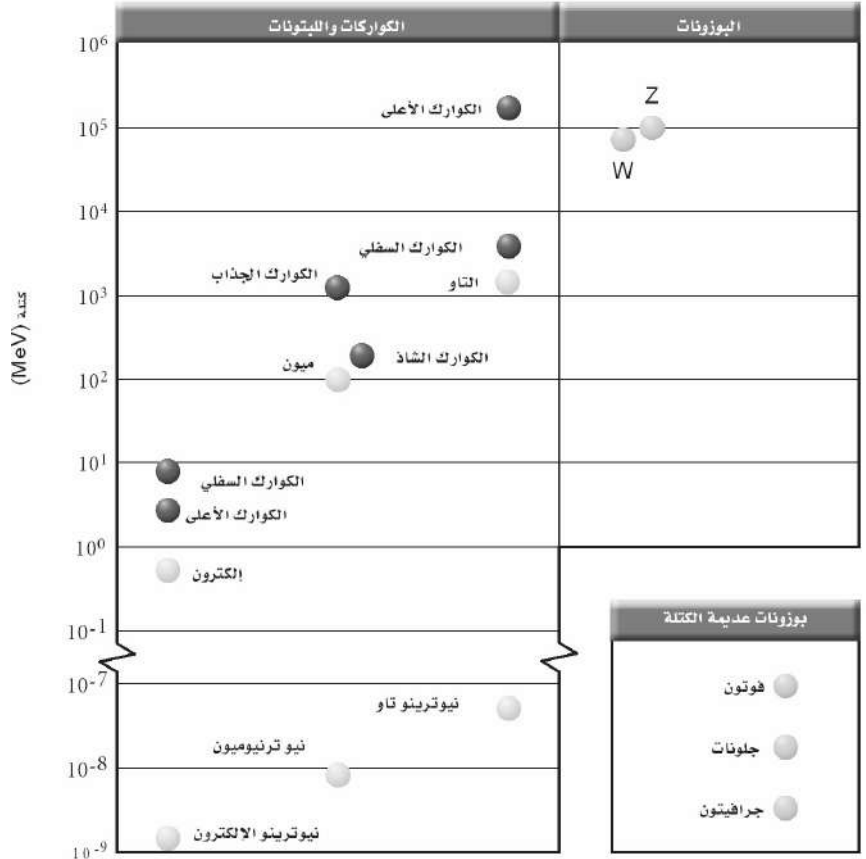 الكواركات واللبتونات
البوزونات
10⁶
10⁵
10⁴
10³
10²
10¹
10⁰
10⁻¹
10⁻⁷
10⁻⁸
10⁻⁹
كتلة (MeV)
الكوارك الأعلى
Z
W
الكوارك السفلي
الكوارك الجذاب
التاو
الكوارك الشاذ
ميون
الكوارك السفلي
الكوارك الأعلى
إلكترون
نيوترينو تاو
نيو ترنيوميون
نيوترينو الالكترون
بوزونات عديمة الكتلة
فوتون
جلونات
جرافيتون